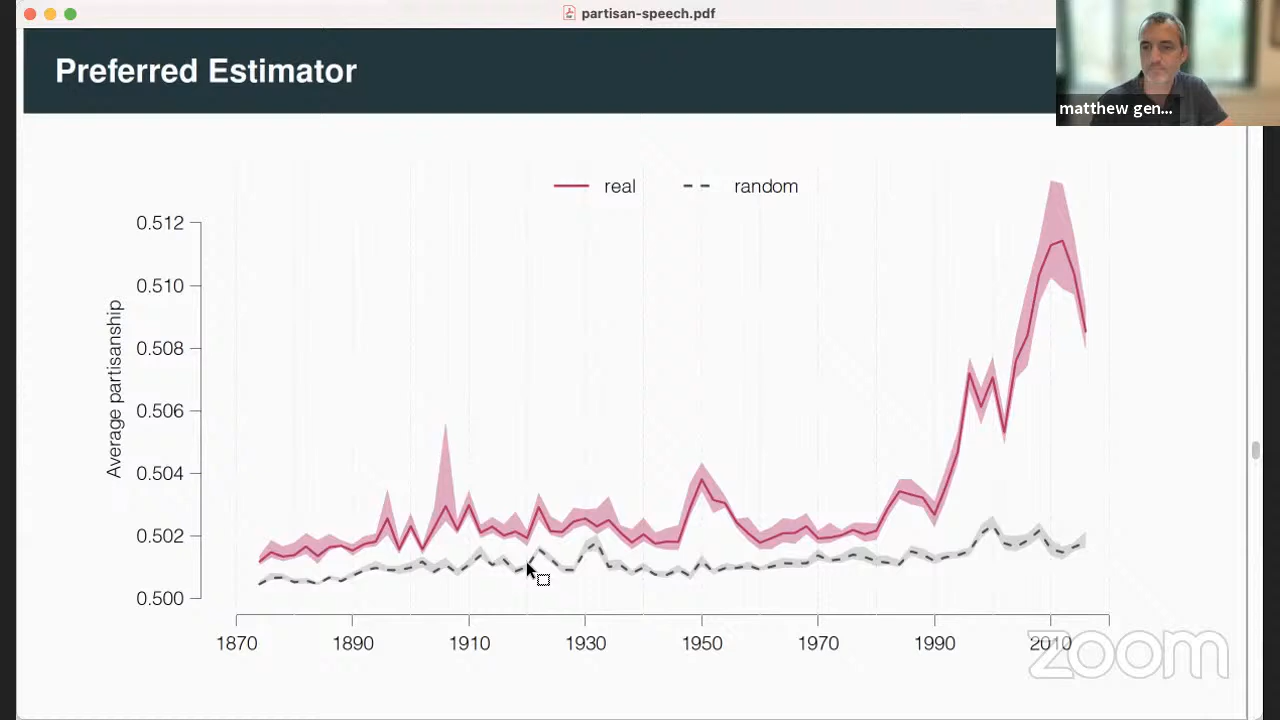 partisan-speech.pdf
Preferred Estimator
matthew gen...
real random
0.512
0.510
0.508
0.506
0.504
0.502
0.500
Average partisanship
1870 1890 1910 1930 1950 1970 1990 2010
zoom